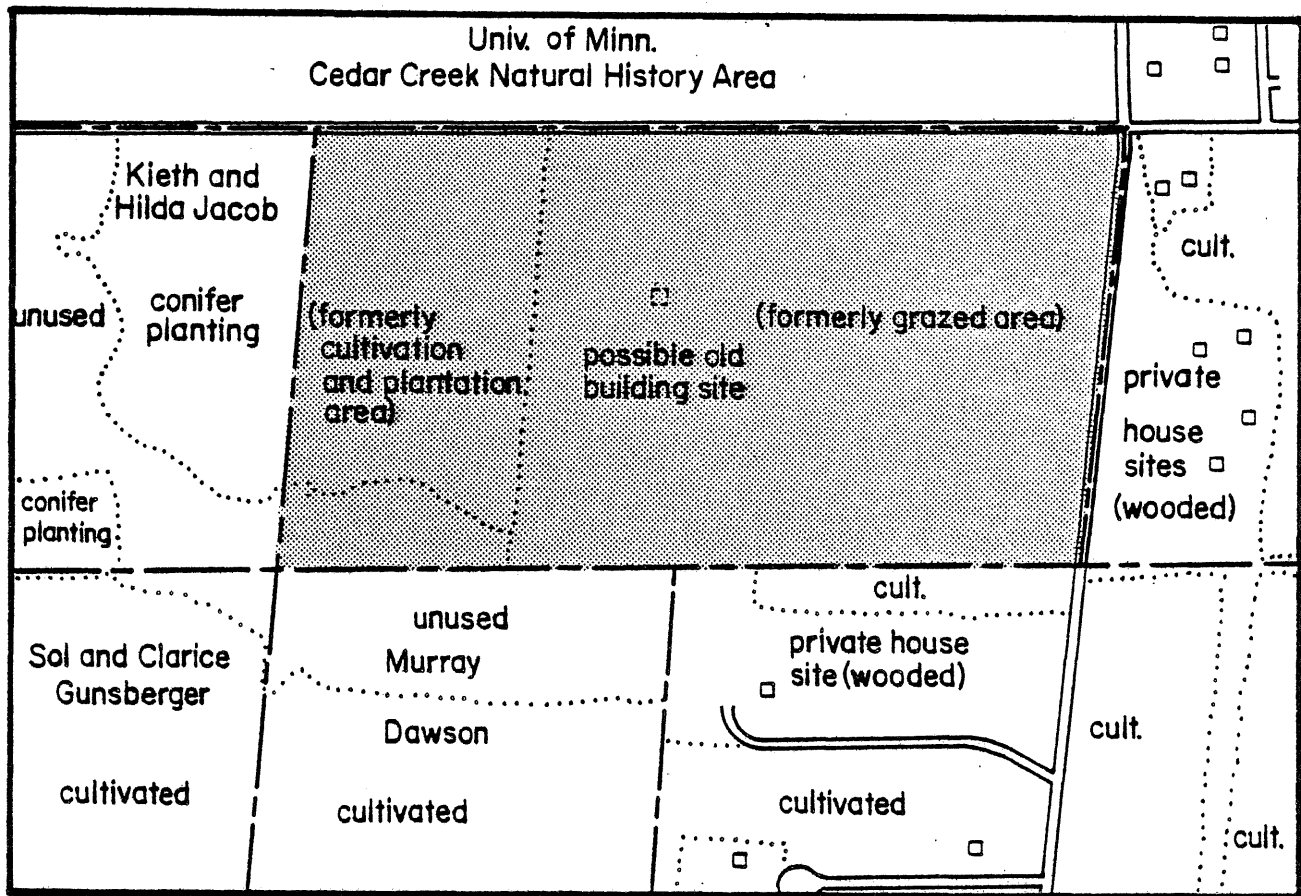 Univ. of Minn.
Cedar Creek Natural History Area
Kieth and
Hilda Jacob
unused
conifer
planting
conifer
planting
(formerly
cultivation
and plantation
area)
possible old
building site
(formerly grazed area)
cult.
private
house
sites
(wooded)
Sol and Clarice
Gunsberger
cultivated
unused
Murray
Dawson
cultivated
cult.
private house
site (wooded)
cultivated
cult.
cult.